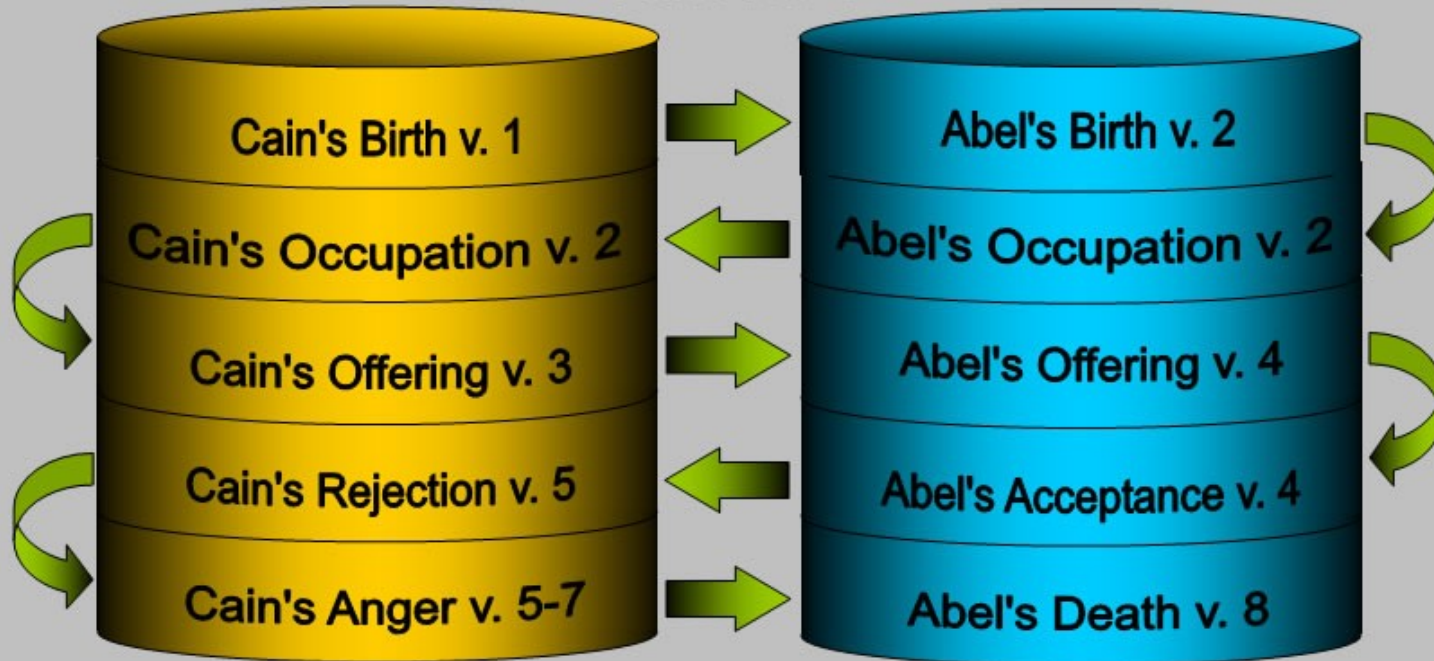 Cain's Birth v. 1
Abel's Birth v. 2
Cain's Occupation v. 2
Abel's Occupation v. 2
Cain's Offering v. 3
Abel's Offering v. 4
Cain's Rejection v. 5
Abel's Acceptance v. 4
Cain's Anger v. 5-7
Abel's Death v. 8